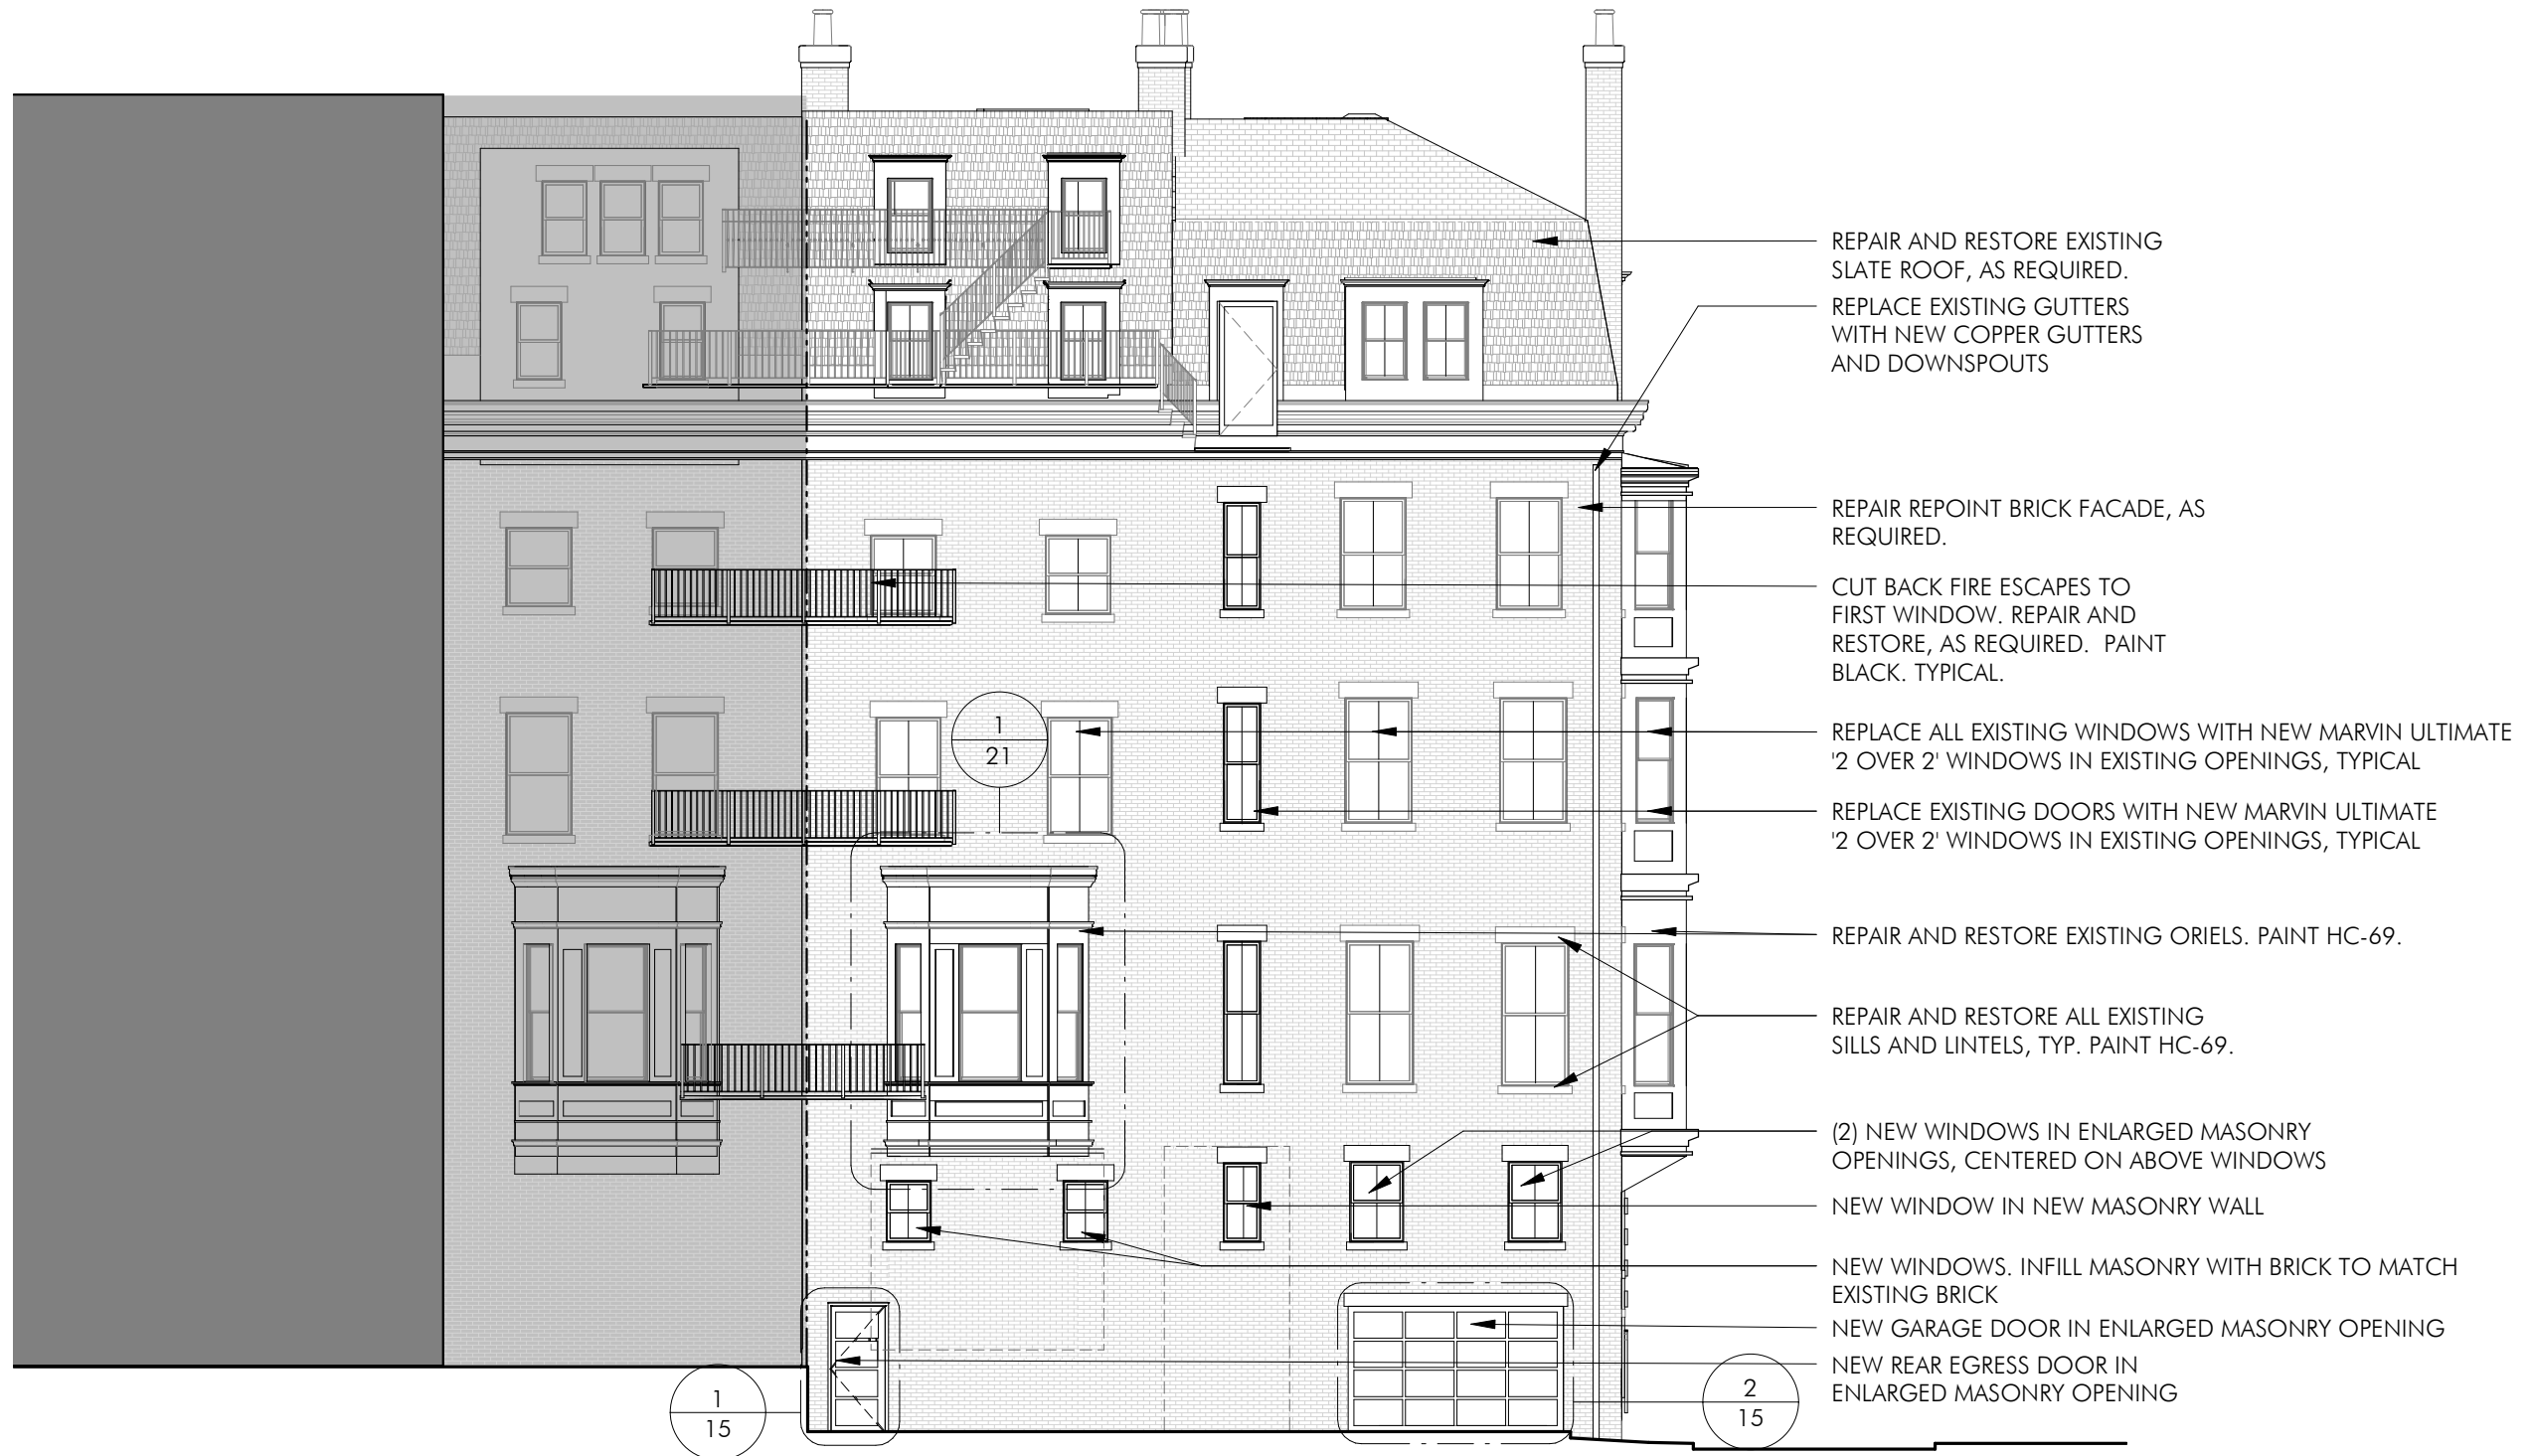 REPAIR AND RESTORE EXISTING
SLATE ROOF, AS REQUIRED.
REPLACE EXISTING GUTTERS
WITH NEW COPPER GUTTERS
AND DOWNSPOUTS
REPAIR REPOINT BRICK FACADE, AS
REQUIRED.
CUT BACK FIRE ESCAPES TO
FIRST WINDOW. REPAIR AND
RESTORE, AS REQUIRED. PAINT
BLACK. TYPICAL.
1
21
REPLACE ALL EXISTING WINDOWS WITH NEW MARVIN ULTIMATE
'2 OVER 2' WINDOWS IN EXISTING OPENINGS, TYPICAL
REPLACE EXISTING DOORS WITH NEW MARVIN ULTIMATE
'2 OVER 2' WINDOWS IN EXISTING OPENINGS, TYPICAL
REPAIR AND RESTORE EXISTING ORIELS. PAINT HC-69.
REPAIR AND RESTORE ALL EXISTING
SILLS AND LINTELS, TYP. PAINT HC-69.
(2) NEW WINDOWS IN ENLARGED MASONRY
OPENINGS, CENTERED ON ABOVE WINDOWS
NEW WINDOW IN NEW MASONRY WALL
NEW WINDOWS. INFILL MASONRY WITH BRICK TO MATCH
EXISTING BRICK
NEW GARAGE DOOR IN ENLARGED MASONRY OPENING
NEW REAR EGRESS DOOR IN
ENLARGED MASONRY OPENING
1
15
2
15